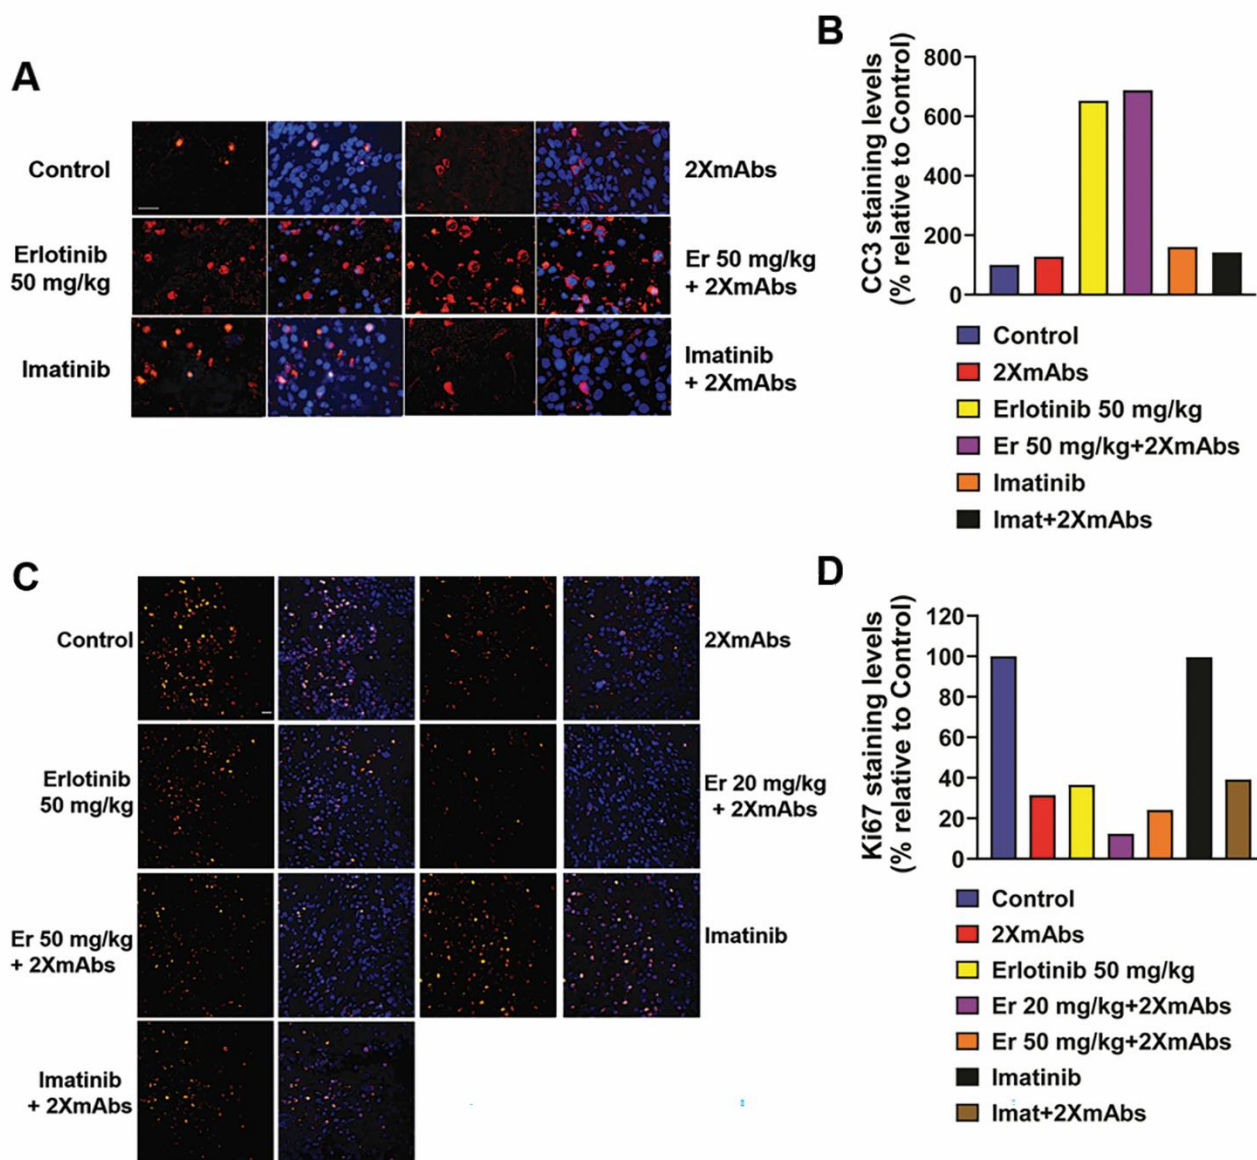 A
Control
2XmAbs
Erlotinib
50 mg/kg
Er 50 mg/kg
+ 2XmAbs
Imatinib
Imatinib
+ 2XmAbs
B
CC3 staining levels
(% relative to Control)
800
600
400
200
0
Control
2XmAbs
Erlotinib 50 mg/kg
Er 50 mg/kg+2XmAbs
Imatinib
Imat+2XmAbs
C
Control
2XmAbs
Erlotinib
50 mg/kg
Er 20 mg/kg
+ 2XmAbs
Er 50 mg/kg
+ 2XmAbs
Imatinib
Imatinib
+ 2XmAbs
D
Ki67 staining levels
(% relative to Control)
120
100
80
60
40
20
0
Control
2XmAbs
Erlotinib 50 mg/kg
Er 20 mg/kg+2XmAbs
Er 50 mg/kg+2XmAbs
Imatinib
Imat+2XmAbs